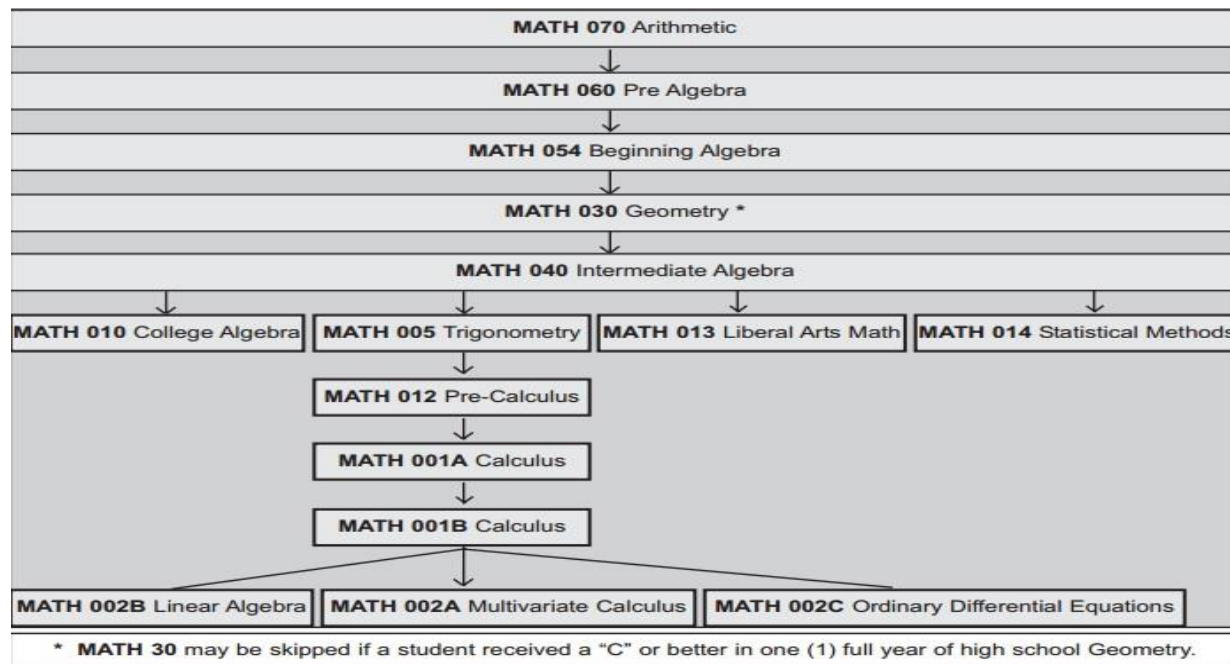 MATH 070 Arithmetic
MATH 060 Pre Algebra
MATH 054 Beginning Algebra
MATH 030 Geometry *
MATH 040 Intermediate Algebra
MATH 010 College Algebra
MATH 005 Trigonometry
MATH 013 Liberal Arts Math
MATH 014 Statistical Methods
MATH 012 Pre-Calculus
MATH 001A Calculus
MATH 001B Calculus
MATH 002B Linear Algebra
MATH 002A Multivariate Calculus
MATH 002C Ordinary Differential Equations
* MATH 30 may be skipped if a student received a “C” or better in one (1) full year of high school Geometry.